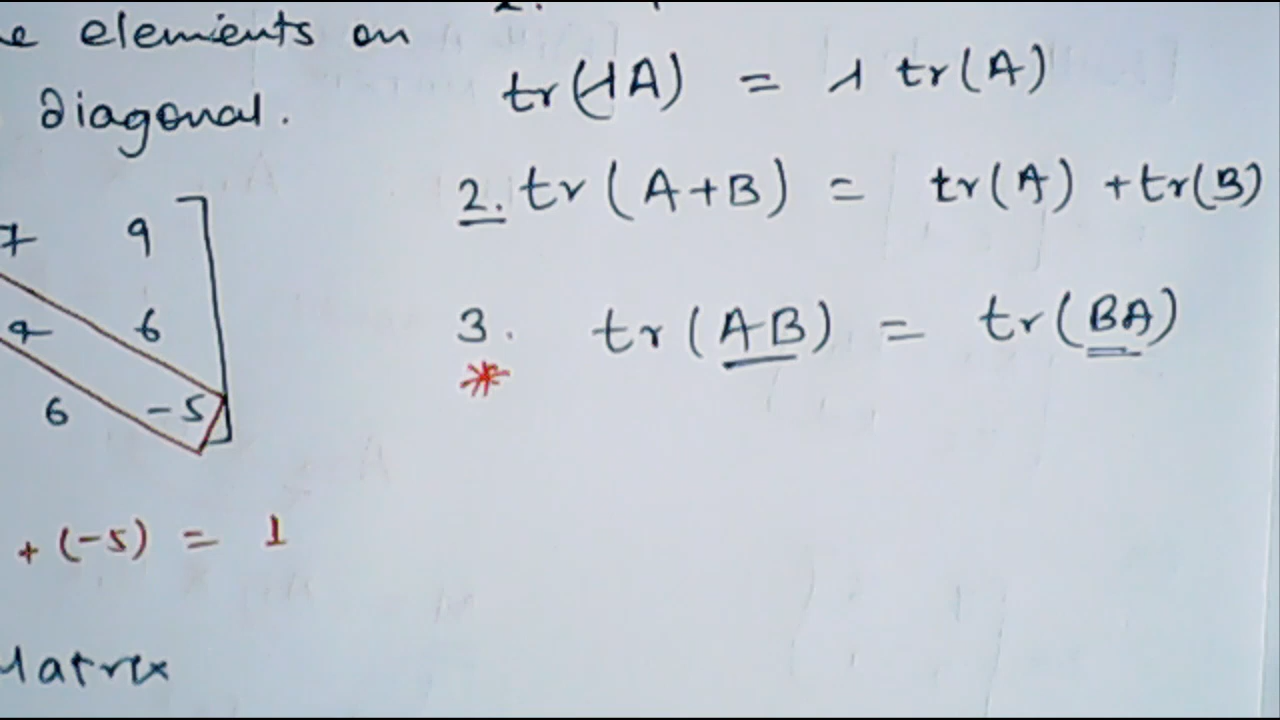 elements on
diagonal.
7 9
4 6
6 -5
+ (-5) = 1
Matrix
tr(λA) = λ tr(A)
2. tr(A+B) = tr(A) + tr(B)
3. tr(AB) = tr(BA)
*